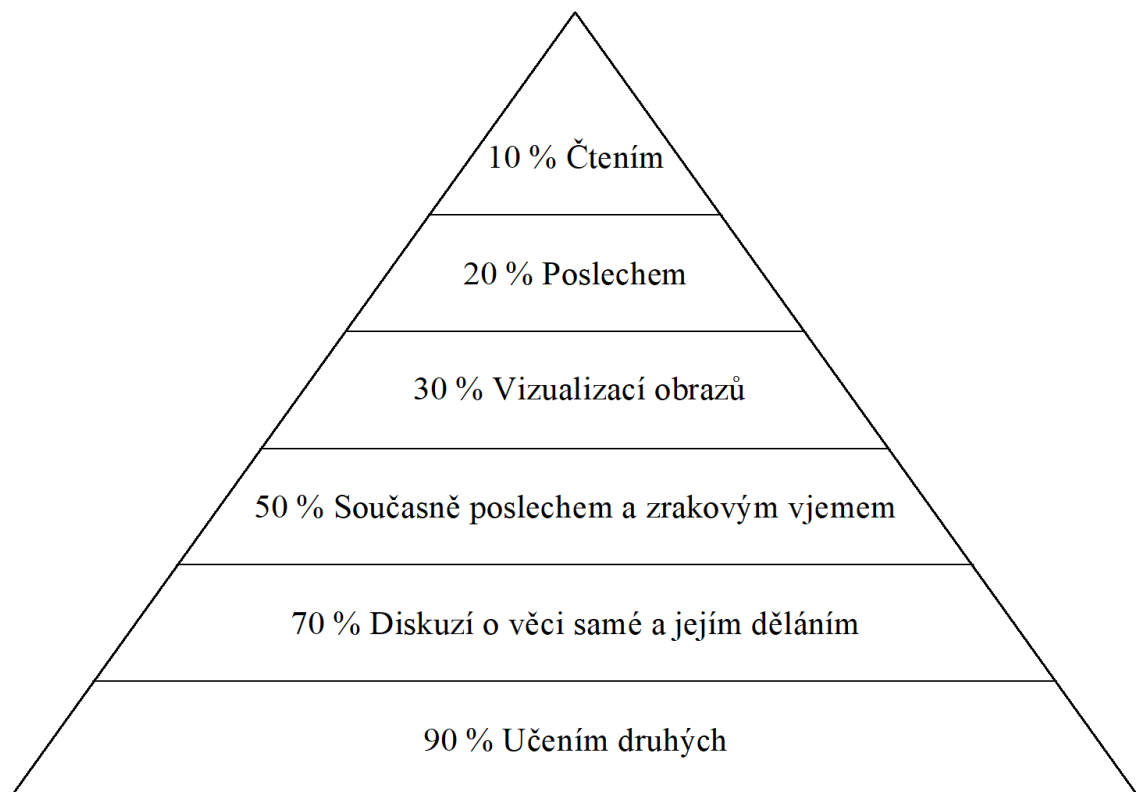 10 % Čtením
20 % Poslechem
30 % Vizualizací obrazů
50 % Současně poslechem a zrakovým vjemem
70 % Diskuzí o věci samé a jejím děláním
90 % Učením druhých